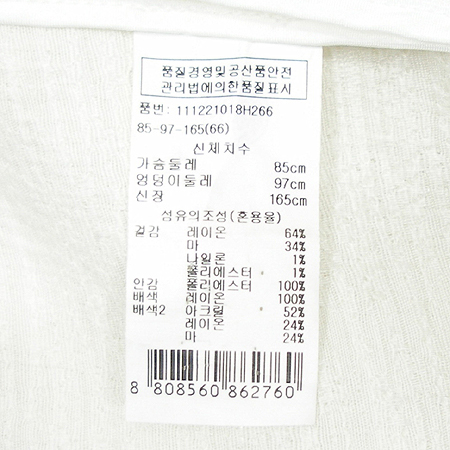 품질경영및공산품안전
관리법에의한품질표시
품번: 111221018H266
85-97-165(66)
신체치수
가슴둘레 85cm
엉덩이둘레 97cm
신장 165cm
섬유의조성(혼용율)
겉감 레이온 64%
마 34%
나일론 1%
폴리에스터 1%
안감 폴리에스터 100%
배색 레이온 100%
배색2 아크릴 52%
레이온 24%
마 24%
8 808560 862760